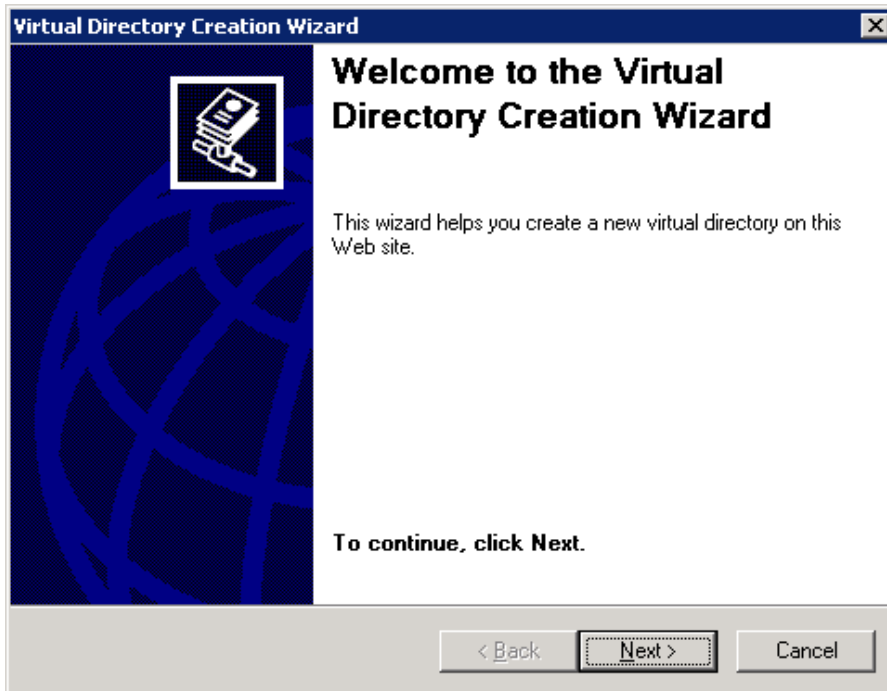 Virtual Directory Creation Wizard
Welcome to the Virtual
Directory Creation Wizard
This wizard helps you create a new virtual directory on this
Web site.
To continue, click Next.
< Back
Next >
Cancel